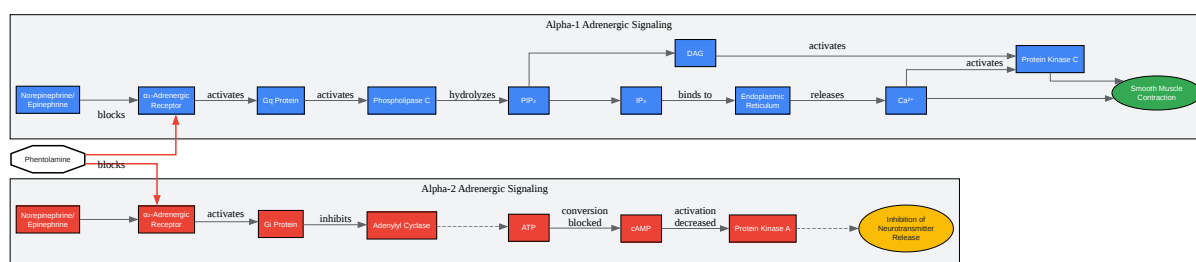 Alpha-1 Adrenergic Signaling
DAG
activates
Protein Kinase C
activates
Norepinephrine/
Epinephrine
α₁-Adrenergic
Receptor
activates
Gq Protein
activates
Phospholipase C
hydrolyzes
PIP₂
IP₃
binds to
Endoplasmic
Reticulum
releases
Ca²⁺
Smooth Muscle
Contraction
blocks
Phentolamine
blocks
Alpha-2 Adrenergic Signaling
Norepinephrine/
Epinephrine
α₂-Adrenergic
Receptor
activates
Gi Protein
inhibits
Adenylyl Cyclase
ATP
conversion
blocked
cAMP
activation
decreased
Protein Kinase A
Inhibition of
Neurotransmitter
Release